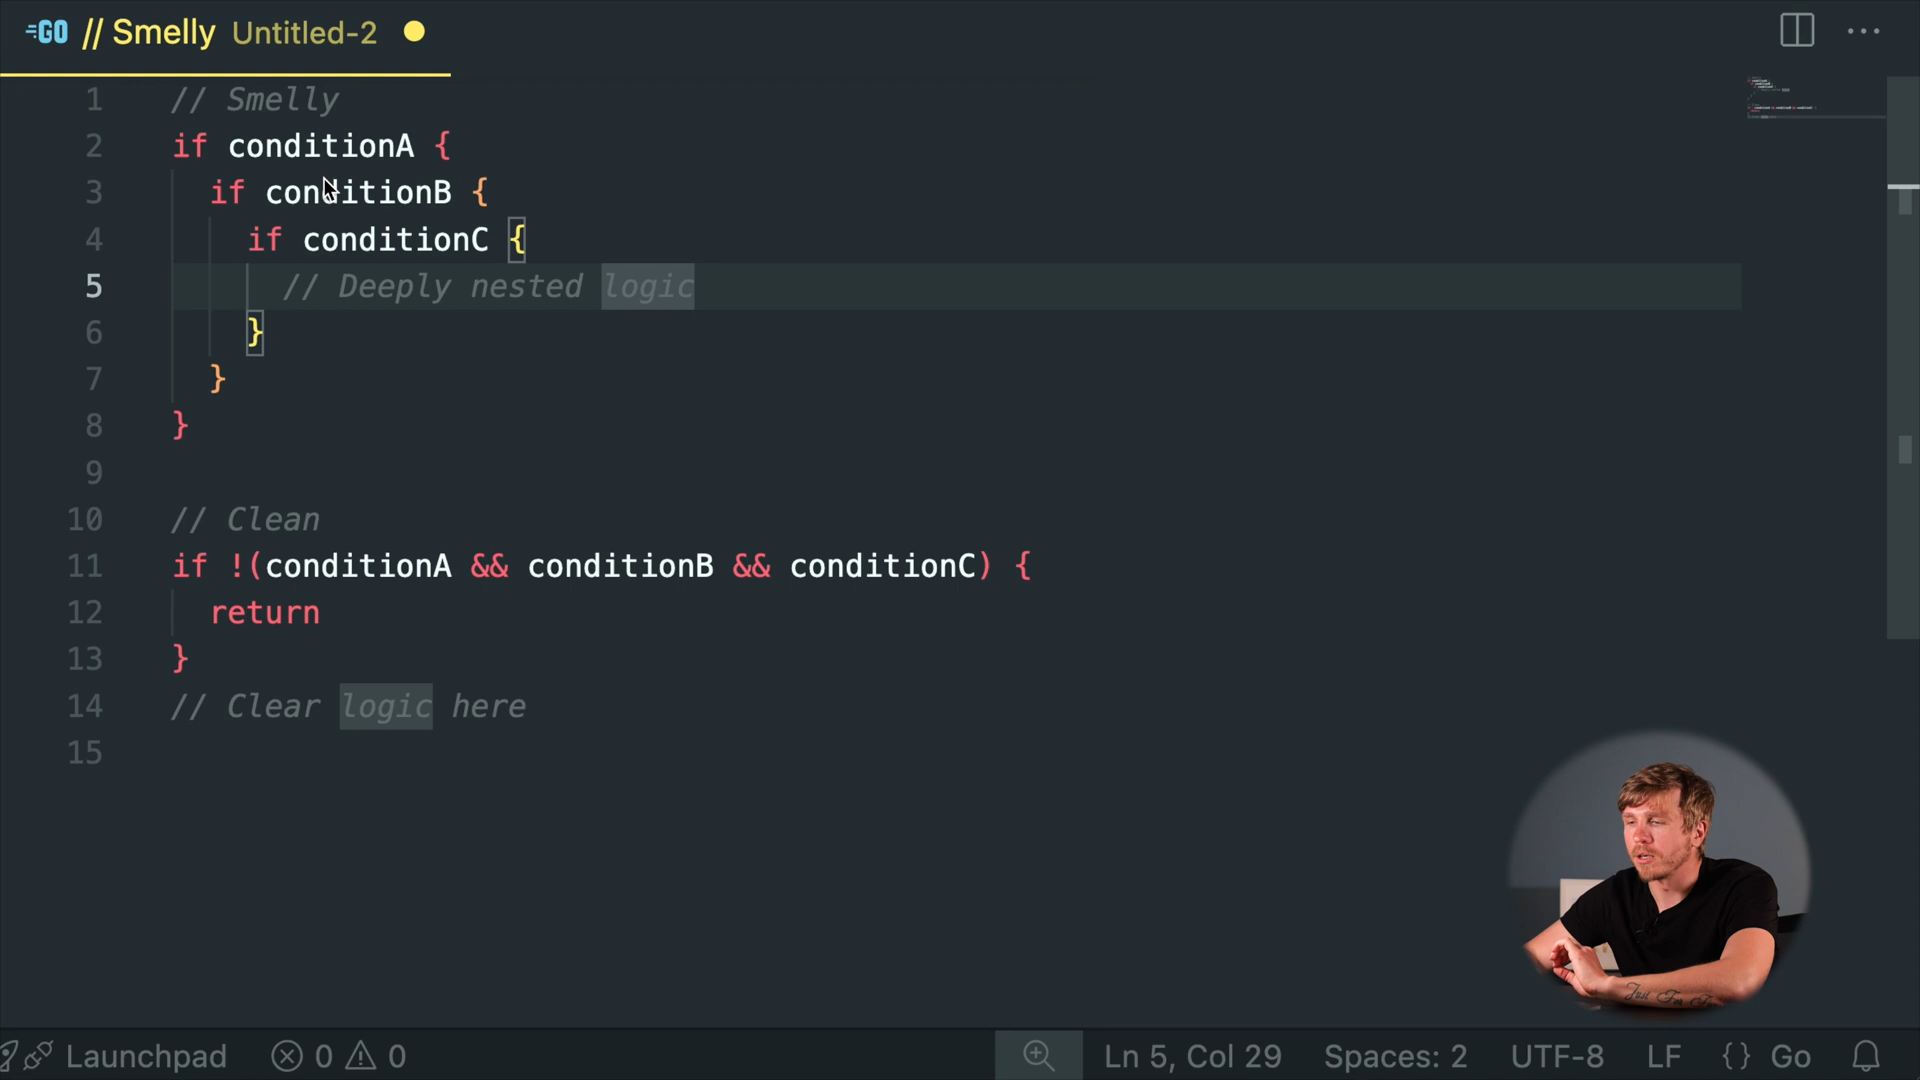 GO // Smelly Untitled-2
1 // Smelly
2 if conditionA {
3 if conditionB {
4 if conditionC {
5 // Deeply nested logic
6 }
7 }
8 }
9
10 // Clean
11 if !(conditionA && conditionB && conditionC) {
12 return
13 }
14 // Clear logic here
15
Just For
Launchpad 0 0 Ln 5, Col 29 Spaces: 2 UTF-8 LF {} Go